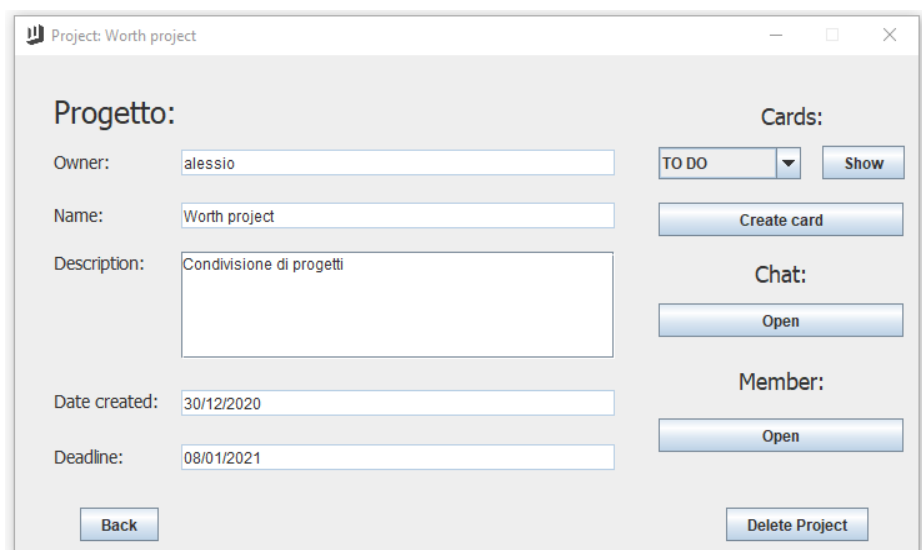 Project: Worth project
Progetto:
Cards:
Owner:
alessio
TO DO
Show
Name:
Worth project
Create card
Description:
Condivisione di progetti
Chat:
Open
Member:
Date created:
30/12/2020
Open
Deadline:
08/01/2021
Back
Delete Project